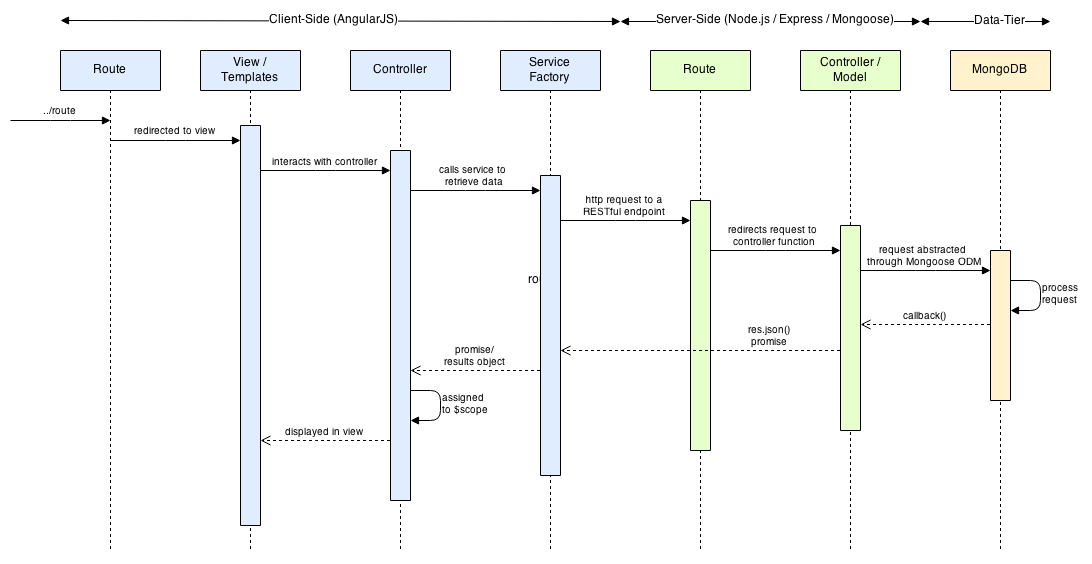 Client-Side (AngularJS)
Server-Side (Node.js / Express / Mongoose)
Data-Tier
Route
View /
Templates
Controller
Service
Factory
Route
Controller /
Model
MongoDB
../route
redirected to view
interacts with controller
calls service to
retrieve data
http request to a
RESTful endpoint
redirects request to
controller function
request abstracted
through Mongoose ODM
process
request
callback()
res.json()
promise
promise/
results object
assigned
to $scope
displayed in view